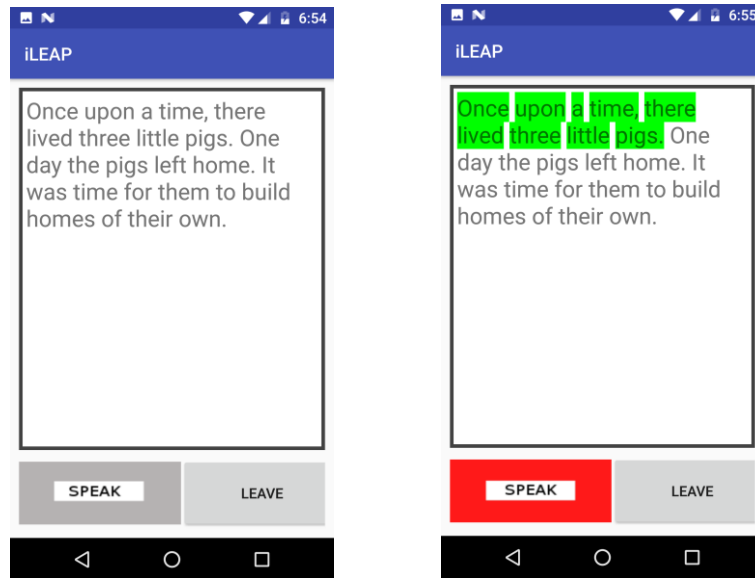 6:54
iLEAP
Once upon a time, there
lived three little pigs. One
day the pigs left home. It
was time for them to build
homes of their own.
SPEAK
LEAVE
6:55
iLEAP
Once upon a time, there
lived three little pigs. One
day the pigs left home. It
was time for them to build
homes of their own.
SPEAK
LEAVE